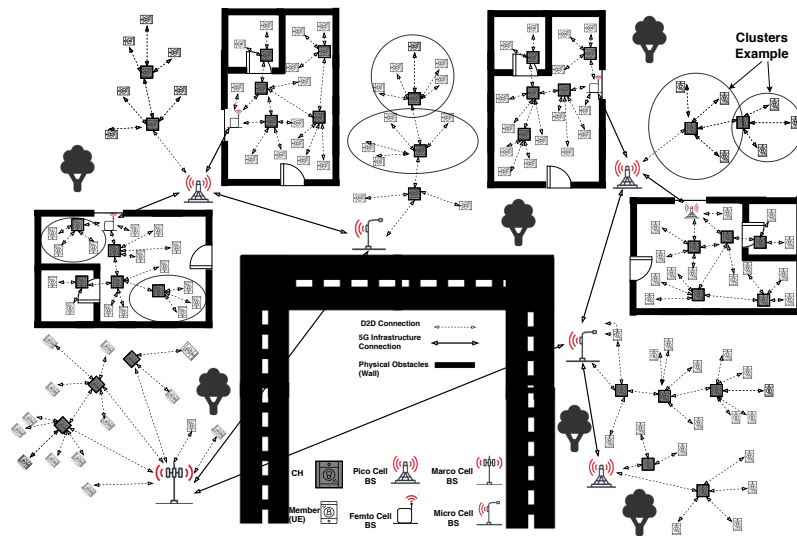 Clusters
Example
D2D Connection
5G Infrastructure
Connection
Physical Obstacles
(Wall)
CH
Pico Cell
BS
Marco Cell
BS
Member
(UE)
Femto Cell
BS
Micro Cell
BS